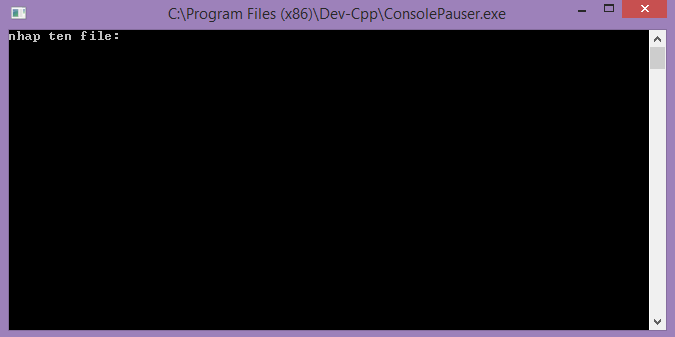 C:\Program Files (x86)\Dev-Cpp\ConsolePauser.exe
nhap ten file: